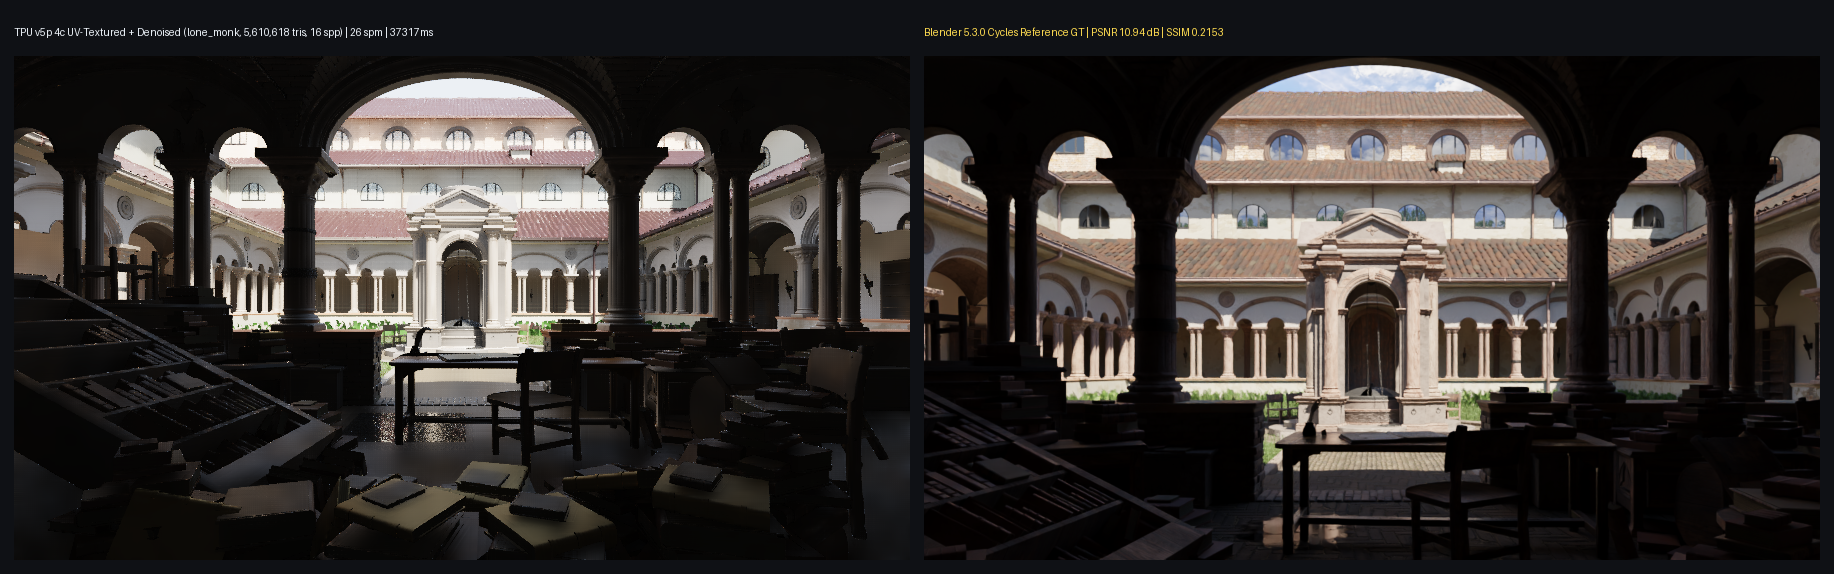 TPU v5p 4c UV-Textured + Denoised (lone_monk, 5,610,618 tris, 16 spp) | 26 spm | 37317ms
Blender 5.3.0 Cycles Reference GT | PSNR 10.94 dB | SSIM 0.2153